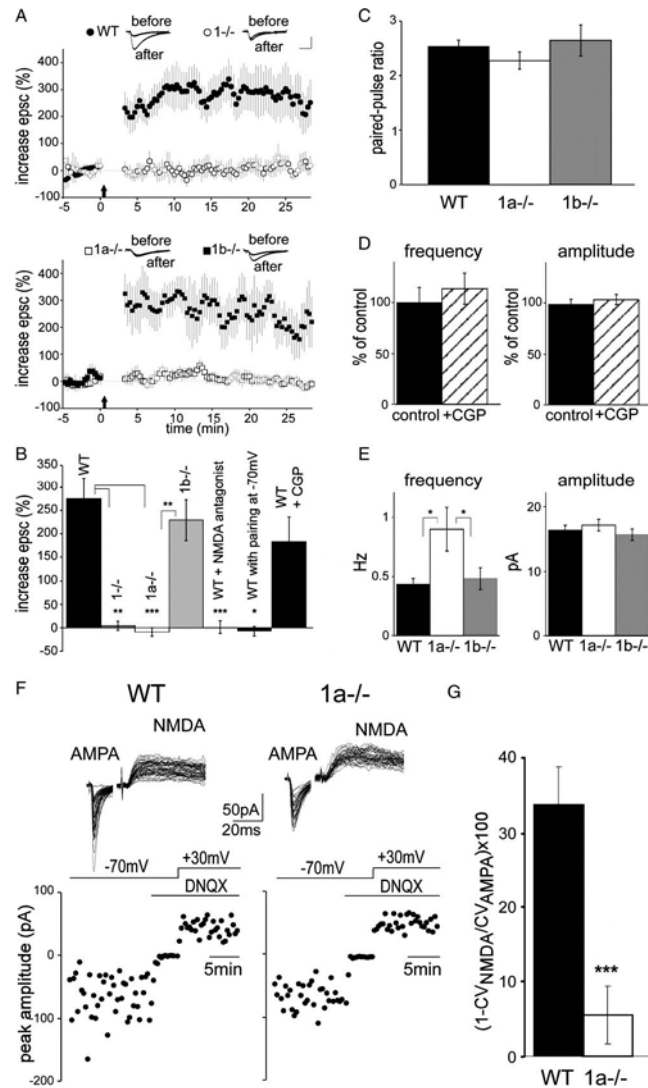 A
WT before after 1-/- before after
increase epsc (%)
400
300
200
100
0
-100
-5 0 5 10 15 20 25
1a-/- before after 1b-/- before after
increase epsc (%)
400
300
200
100
0
-100
-5 0 5 10 15 20 25
time (min)
B
increase epsc (%)
350
300
250
200
150
100
50
0
-50
WT
1-/-
**
1a-/-
***
**
1b-/-
WT + NMDA antagonist
***
WT with pairing at -70mV
*
WT + CGP
C
paired-pulse ratio
3
2
1
0
WT 1a-/- 1b-/-
D
frequency amplitude
% of control
100
50
0
control +CGP
% of control
100
50
0
control +CGP
E
frequency amplitude
Hz
1
0.5
0
* *
WT 1a-/- 1b-/-
pA
20
10
0
WT 1a-/- 1b-/-
F
WT 1a-/-
AMPA NMDA AMPA NMDA
50pA
20ms
-70mV +30mV -70mV +30mV
DNQX DNQX
peak amplitude (pA)
100
0
-100
-200
5min 5min
G
(1-CVNMDA/CVAMPA)×100
40
30
20
10
0
***
WT 1a-/-